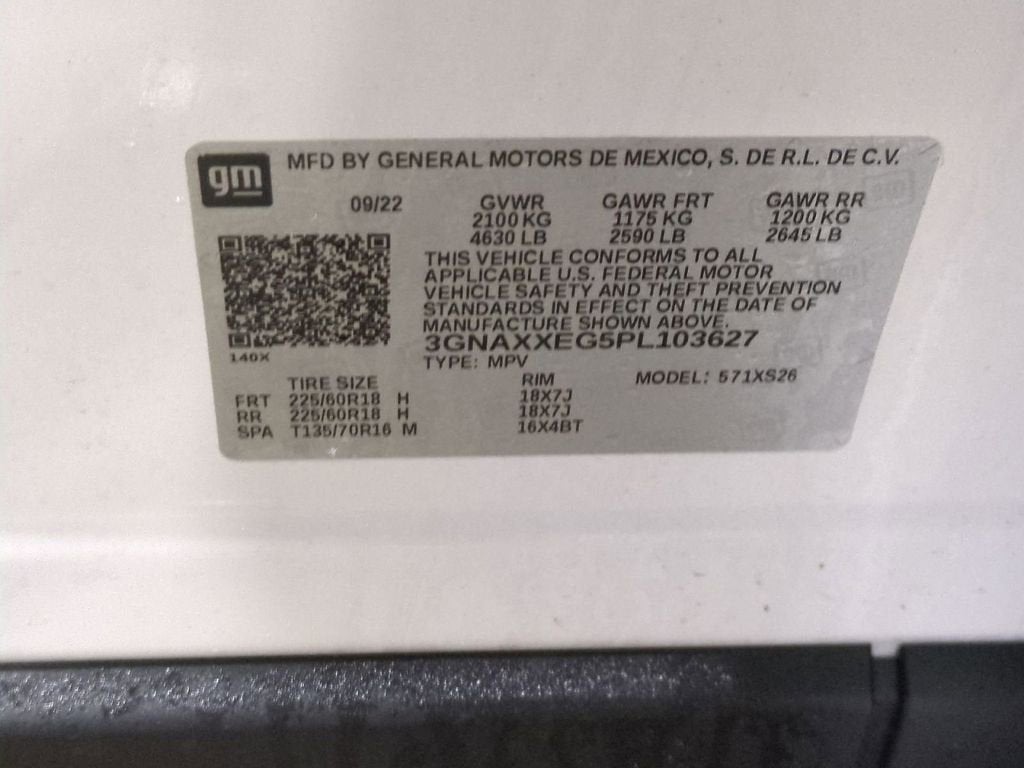 gm
MFD BY GENERAL MOTORS DE MEXICO, S. DE R.L. DE C.V.
09/22 GVWR GAWR FRT GAWR RR
2100 KG 1175 KG 1200 KG
4630 LB 2590 LB 2645 LB
THIS VEHICLE CONFORMS TO ALL
APPLICABLE U.S. FEDERAL MOTOR
VEHICLE SAFETY AND THEFT PREVENTION
STANDARDS IN EFFECT ON THE DATE OF
MANUFACTURE SHOWN ABOVE.
3GNAXXEG5PL103627
140X
TYPE: MPV
TIRE SIZE RIM MODEL: 571XS26
FRT 225/60R18 H 18X7J
RR 225/60R18 H 18X7J
SPA T135/70R16 M 16X4BT